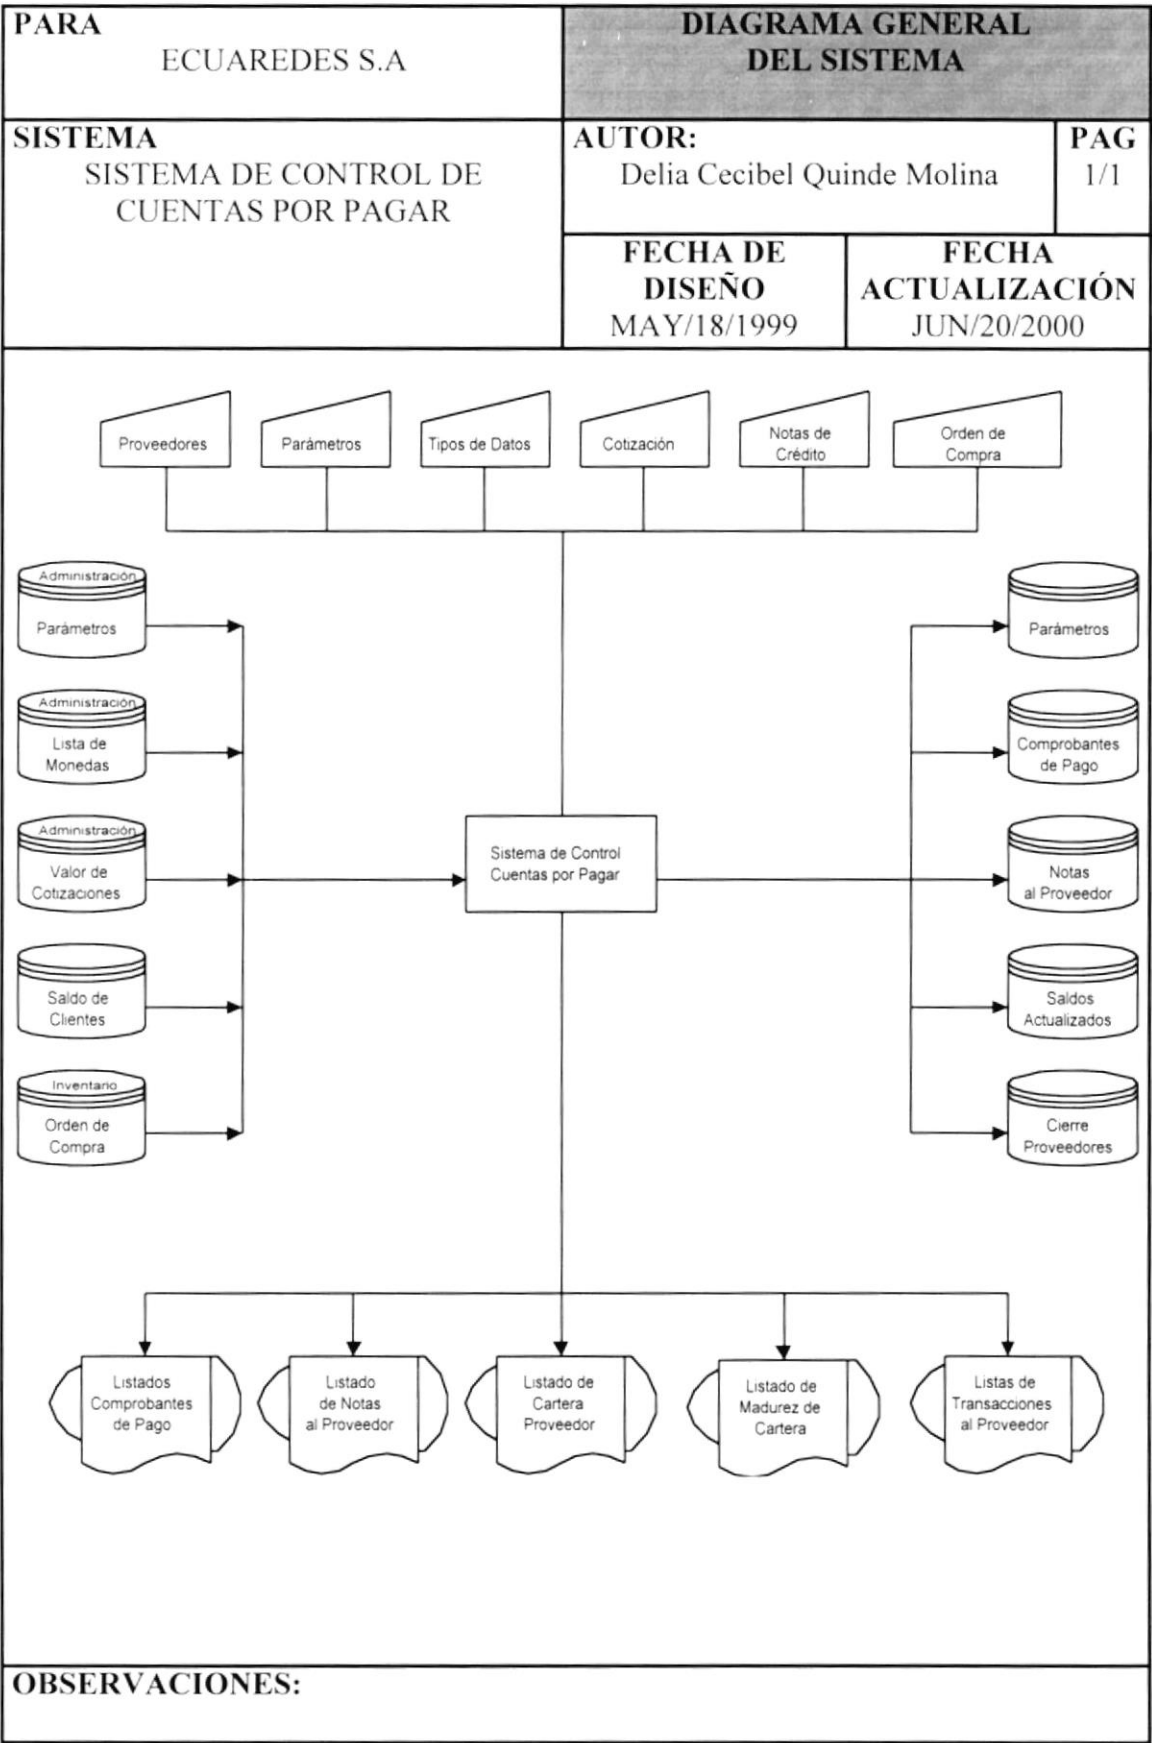 PARA
ECUAREDES S.A
DIAGRAMA GENERAL
DEL SISTEMA
SISTEMA
SISTEMA DE CONTROL DE
CUENTAS POR PAGAR
AUTOR:
Delia Cecibel Quinde Molina
PAG
1/1
FECHA DE
DISEÑO
MAY/18/1999
FECHA
ACTUALIZACIÓN
JUN/20/2000
Proveedores
Parámetros
Tipos de Datos
Cotización
Notas de
Crédito
Orden de
Compra
Administración
Parámetros
Administración
Lista de
Monedas
Administración
Valor de
Cotizaciones
Saldo de
Clientes
Inventario
Orden de
Compra
Sistema de Control
Cuentas por Pagar
Parámetros
Comprobantes
de Pago
Notas
al Proveedor
Saldos
Actualizados
Cierre
Proveedores
Listados
Comprobantes
de Pago
Listado
de Notas
al Proveedor
Listado de
Cartera
Proveedor
Listado de
Madurez de
Cartera
Listas de
Transacciones
al Proveedor
OBSERVACIONES: